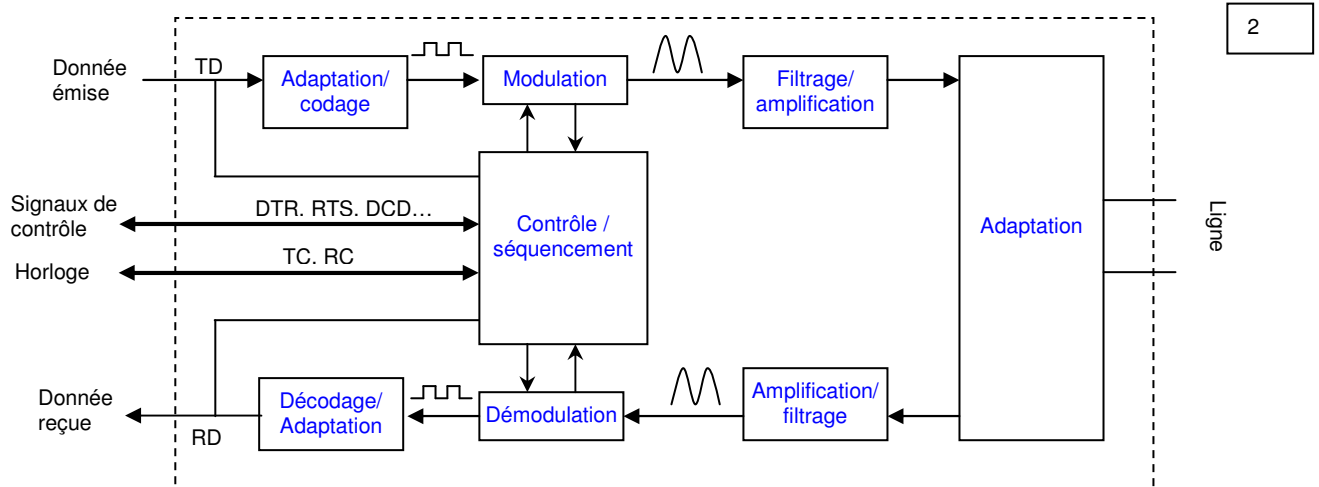 2
Donnée
émise
TD
Adaptation/
codage
Modulation
Filtrage/
amplification
Signaux de
contrôle
DTR. RTS. DCD…
Contrôle /
séquencement
Adaptation
Ligne
Horloge
TC. RC
Donnée
reçue
RD
Décodage/
Adaptation
Démodulation
Amplification/
filtrage